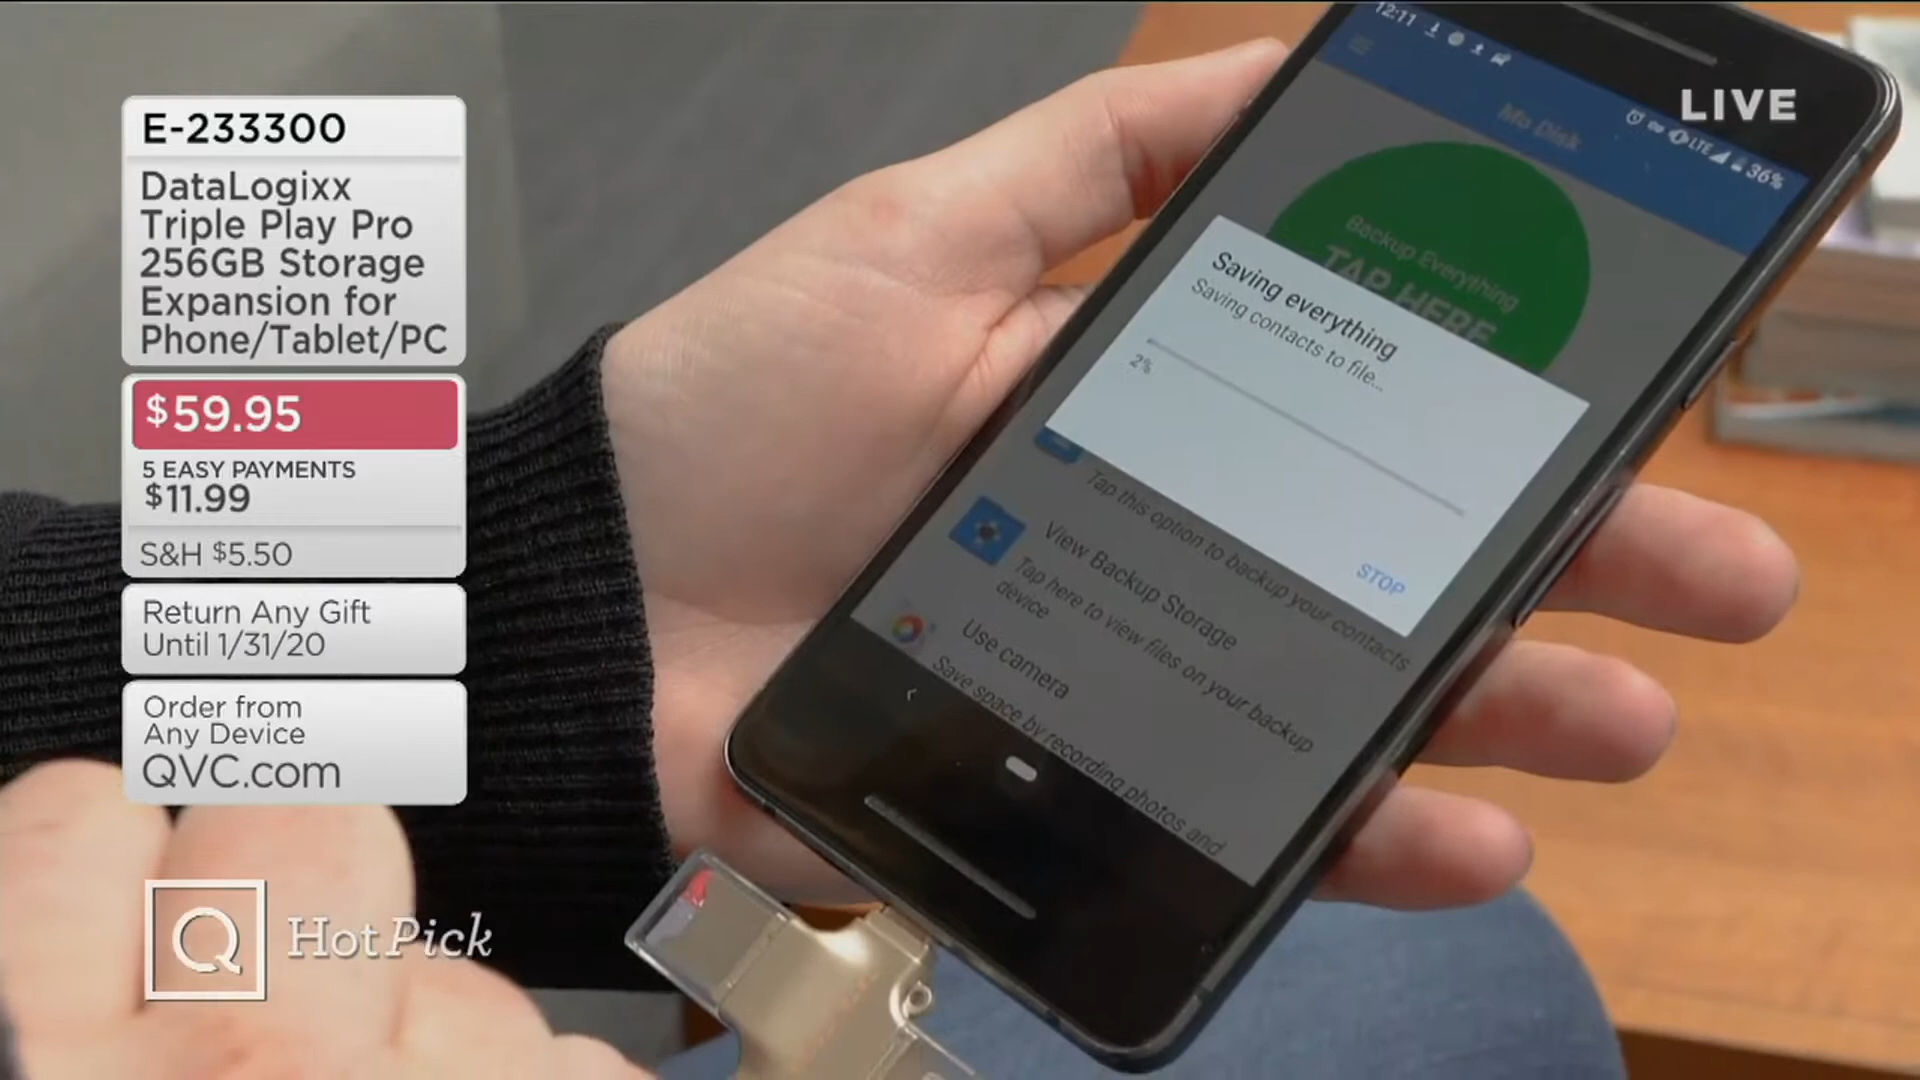 E-233300
DataLogixx
Triple Play Pro
256GB Storage
Expansion for
Phone/Tablet/PC
$59.95
5 EASY PAYMENTS
$11.99
S&H $5.50
Return Any Gift
Until 1/31/20
Order from
Any Device
QVC.com
Q HotPick
LIVE
12:11
LTE 36%
Backup Everything
TAP HERE
Saving everything
Saving contacts to file...
2%
STOP
Tap this option to backup your contacts
View Backup Storage
Tap here to view files on your backup
device
Use camera
Save space by recording photos and